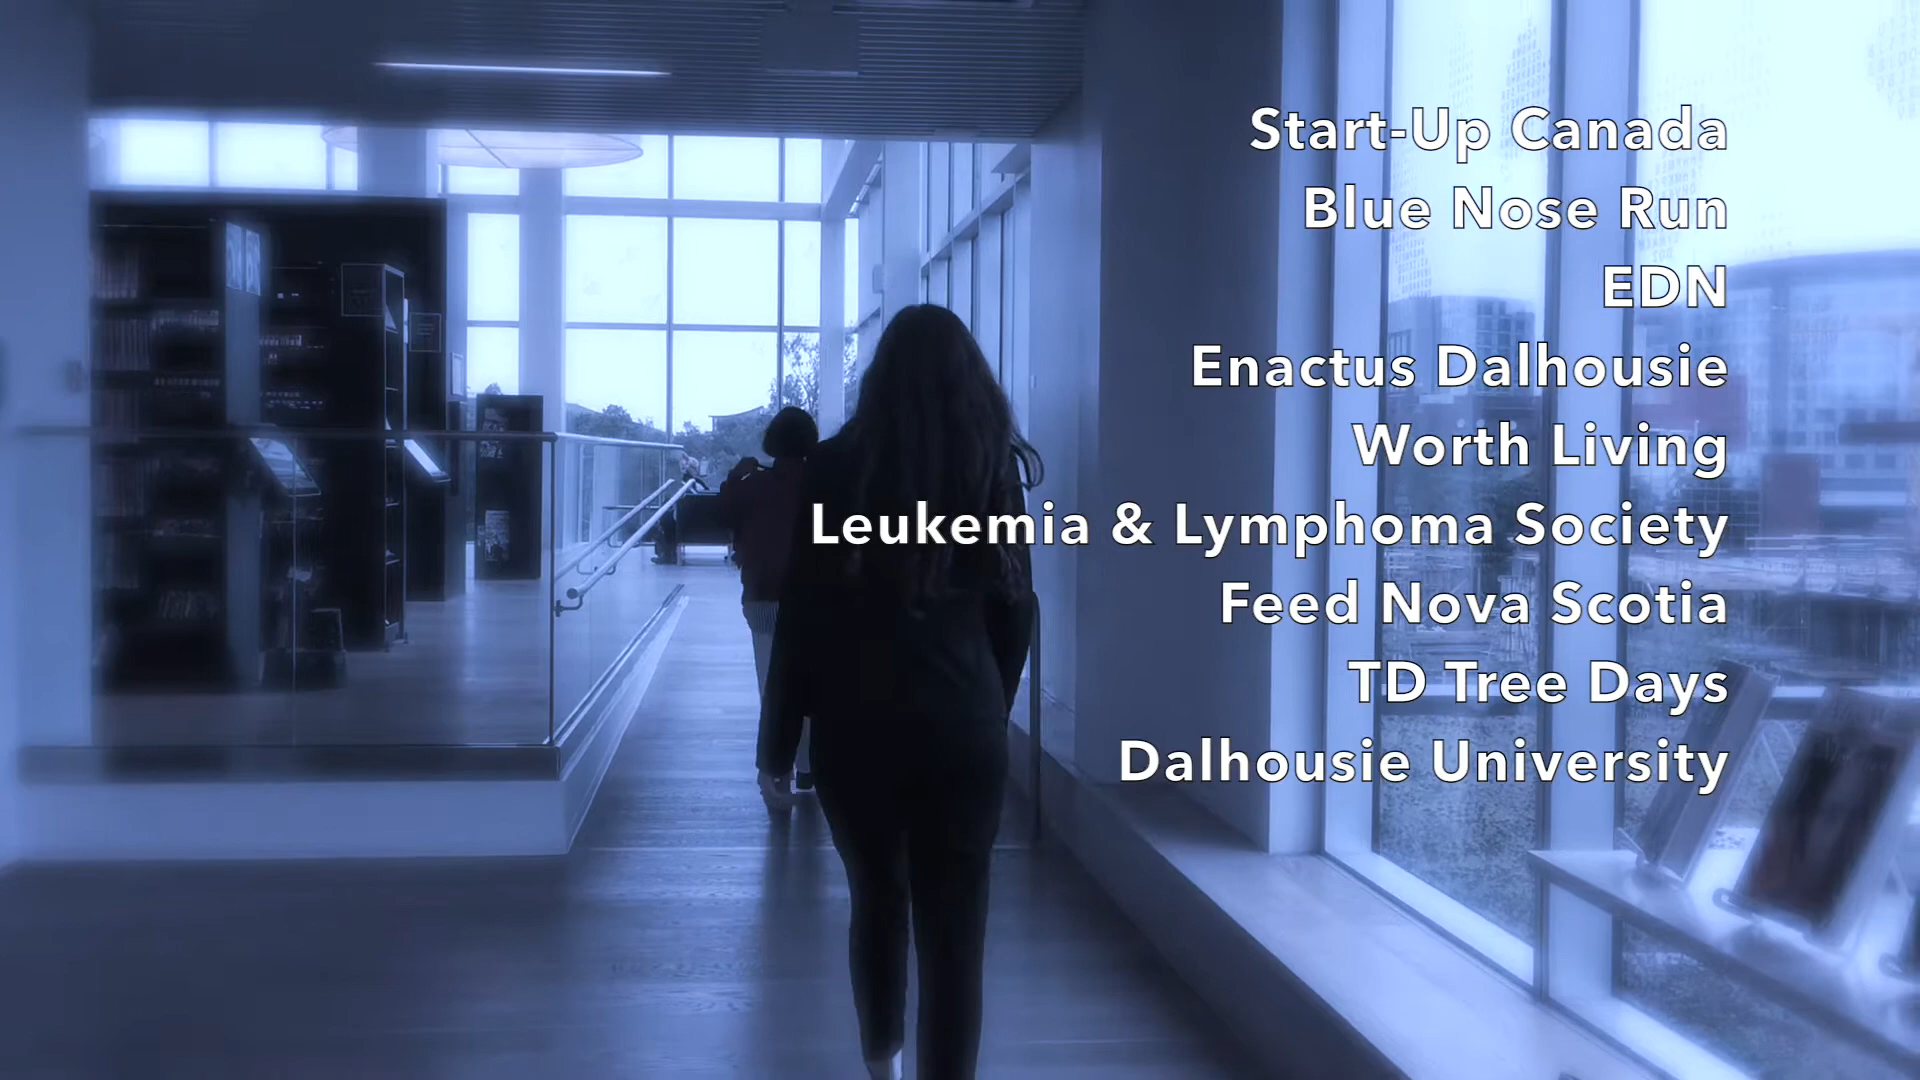 Start-Up Canada
Blue Nose Run
EDN
Enactus Dalhousie
Worth Living
Leukemia & Lymphoma Society
Feed Nova Scotia
TD Tree Days
Dalhousie University